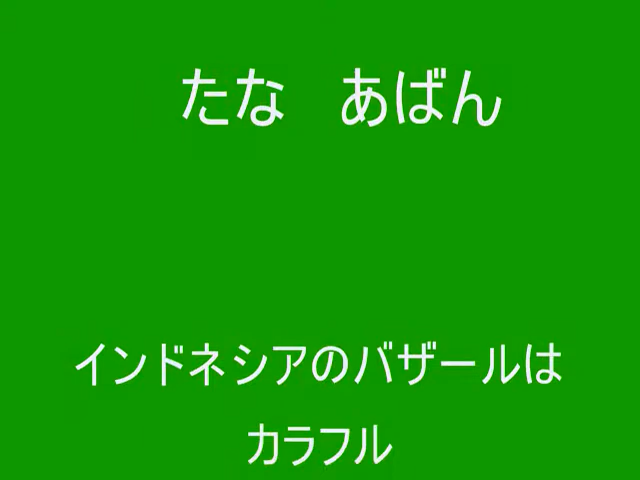 たな　あばん
インドネシアのバザールは
カラフル